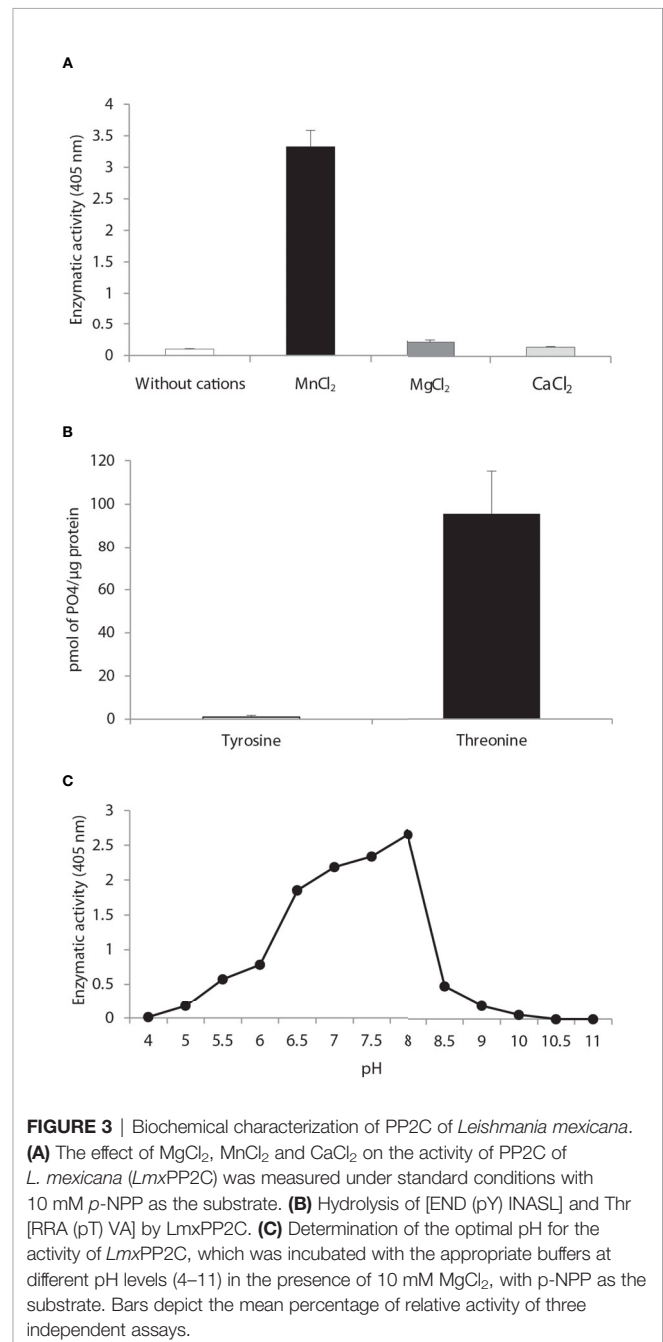 A
Enzymatic activity (405 nm)
4
3.5
3
2.5
2
1.5
1
0.5
0
Without cations
MnCl₂
MgCl₂
CaCl₂
B
pmol of PO4/µg protein
120
100
80
60
40
20
0
Tyrosine
Threonine
C
Enzymatic activity (405 nm)
3
2.5
2
1.5
1
0.5
0
4 5 5.5 6 6.5 7 7.5 8 8.5 9 10 10.5 11
pH
FIGURE 3 | Biochemical characterization of PP2C of Leishmania mexicana.
(A) The effect of MgCl₂, MnCl₂ and CaCl₂ on the activity of PP2C of
L. mexicana (LmxPP2C) was measured under standard conditions with
10 mM p-NPP as the substrate. (B) Hydrolysis of [END (pY) INASL] and Thr
[RRA (pT) VA] by LmxPP2C. (C) Determination of the optimal pH for the
activity of LmxPP2C, which was incubated with the appropriate buffers at
different pH levels (4–11) in the presence of 10 mM MgCl₂, with p-NPP as the
substrate. Bars depict the mean percentage of relative activity of three
independent assays.